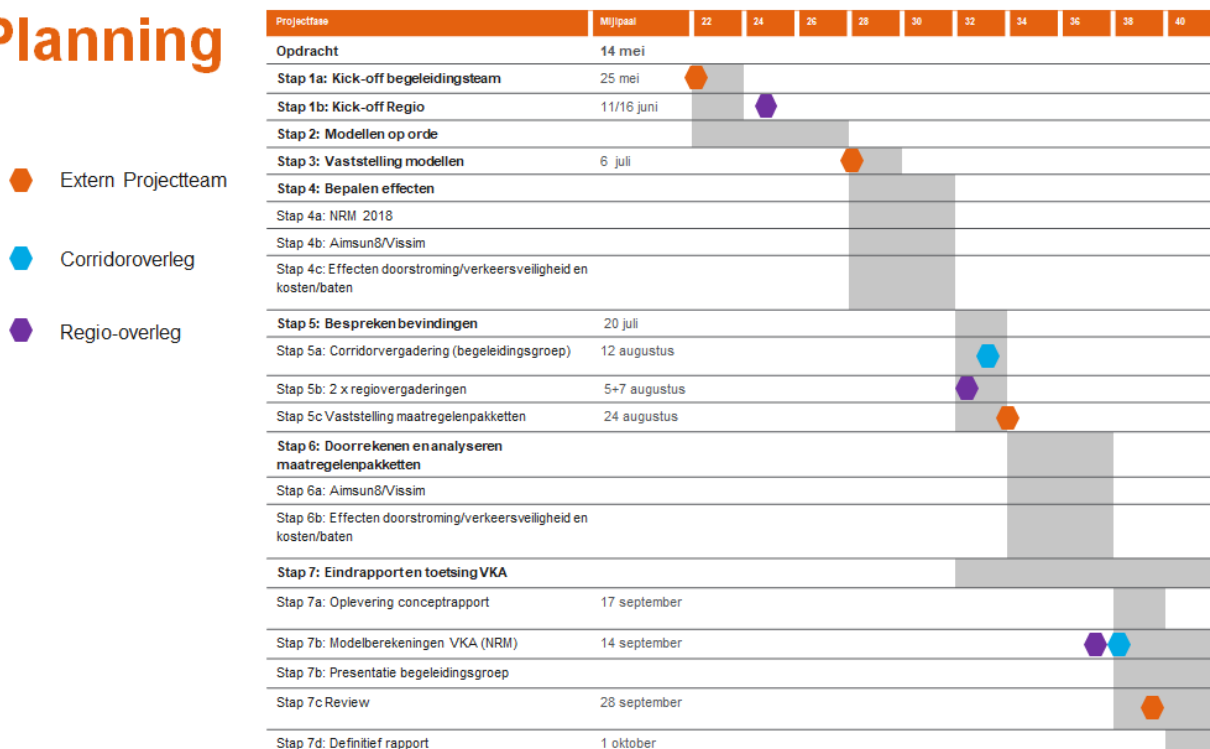 Planning
Extern Projectteam
Corridoroverleg
Regio-overleg
Projectfase Mijlpaal 22 24 26 28 30 32 34 36 38 40
Opdracht 14 mei
Stap 1a: Kick-off begeleidingsteam 25 mei
Stap 1b: Kick-off Regio 11/16 juni
Stap 2: Modellen op orde
Stap 3: Vaststelling modellen 6 juli
Stap 4: Bepalen effecten
Stap 4a: NRM 2018
Stap 4b: Aimsun8/Vissim
Stap 4c: Effecten doorstroming/verkeersveiligheid en
kosten/baten
Stap 5: Bespreken bevindingen 20 juli
Stap 5a: Corridorvergadering (begeleidingsgroep) 12 augustus
Stap 5b: 2 x regiovergaderingen 5+7 augustus
Stap 5c Vaststelling maatregelenpakketten 24 augustus
Stap 6: Doorrekenen en analyseren
maatregelenpakketten
Stap 6a: Aimsun8/Vissim
Stap 6b: Effecten doorstroming/verkeersveiligheid en
kosten/baten
Stap 7: Eindrapport en toetsing VKA
Stap 7a: Oplevering conceptrapport 17 september
Stap 7b: Modelberekeningen VKA (NRM) 14 september
Stap 7b: Presentatie begeleidingsgroep
Stap 7c Review 28 september
Stap 7d: Definitief rapport 1 oktober